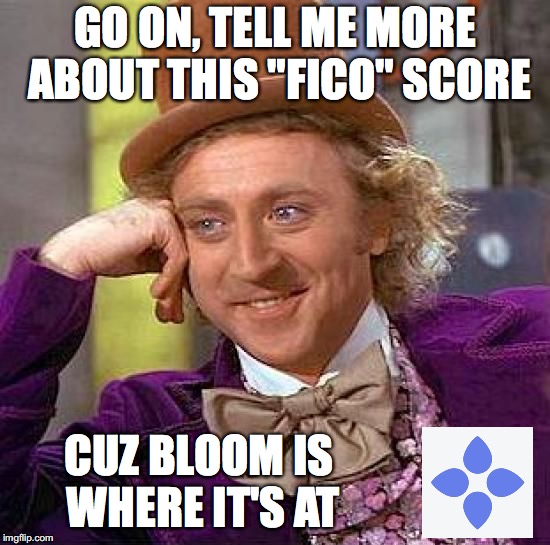 GO ON, TELL ME MORE
ABOUT THIS "FICO" SCORE
CUZ BLOOM IS
WHERE IT'S AT
imgflip.com